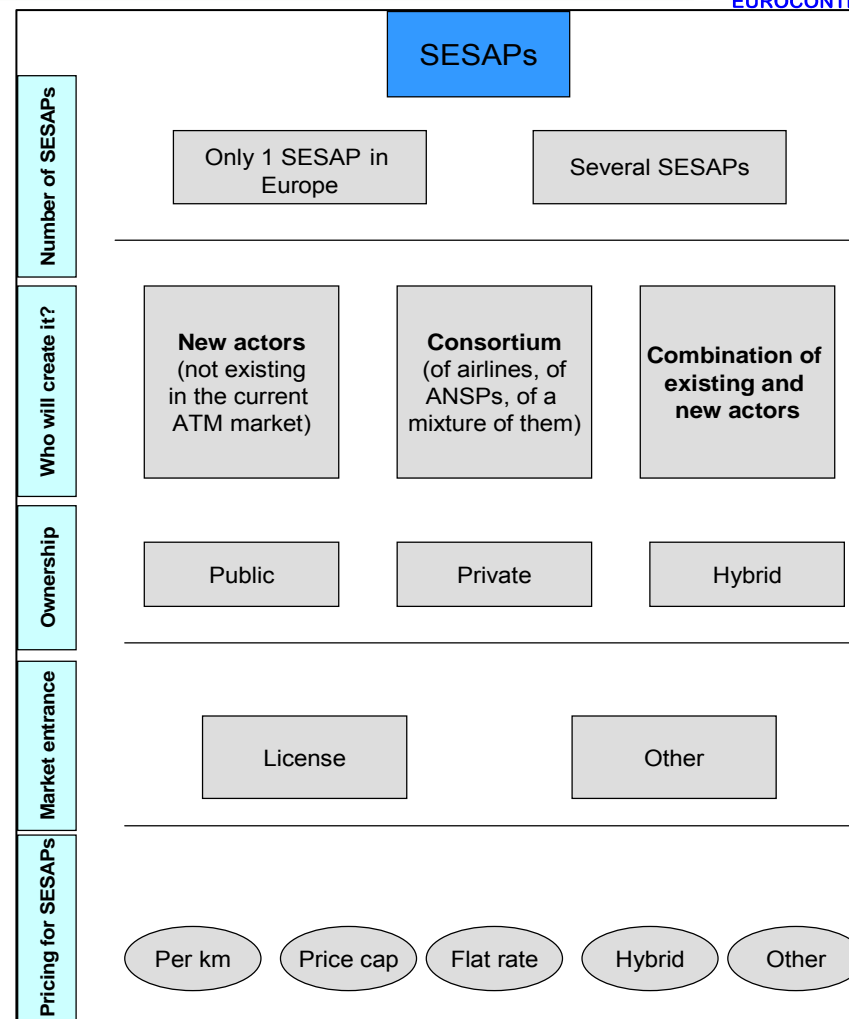 SESAPs
Number of SESAPs
Only 1 SESAP in
Europe
Several SESAPs
Who will create it?
New actors
(not existing
in the current
ATM market)
Consortium
(of airlines, of
ANSPs, of a
mixture of them)
Combination of
existing and
new actors
Ownership
Public
Private
Hybrid
Market entrance
License
Other
Pricing for SESAPs
Per km
Price cap
Flat rate
Hybrid
Other